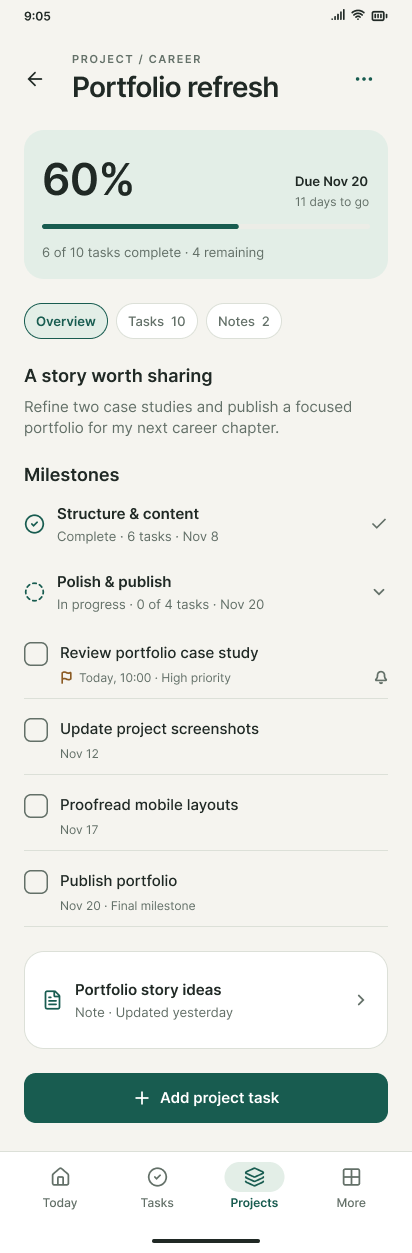 9:05
PROJECT / CAREER
Portfolio refresh
60%
Due Nov 20
11 days to go
6 of 10 tasks complete · 4 remaining
Overview
Tasks 10
Notes 2
A story worth sharing
Refine two case studies and publish a focused
portfolio for my next career chapter.
Milestones
Structure & content
Complete · 6 tasks · Nov 8
Polish & publish
In progress · 0 of 4 tasks · Nov 20
Review portfolio case study
Today, 10:00 · High priority
Update project screenshots
Nov 12
Proofread mobile layouts
Nov 17
Publish portfolio
Nov 20 · Final milestone
Portfolio story ideas
Note · Updated yesterday
Add project task
Today
Tasks
Projects
More